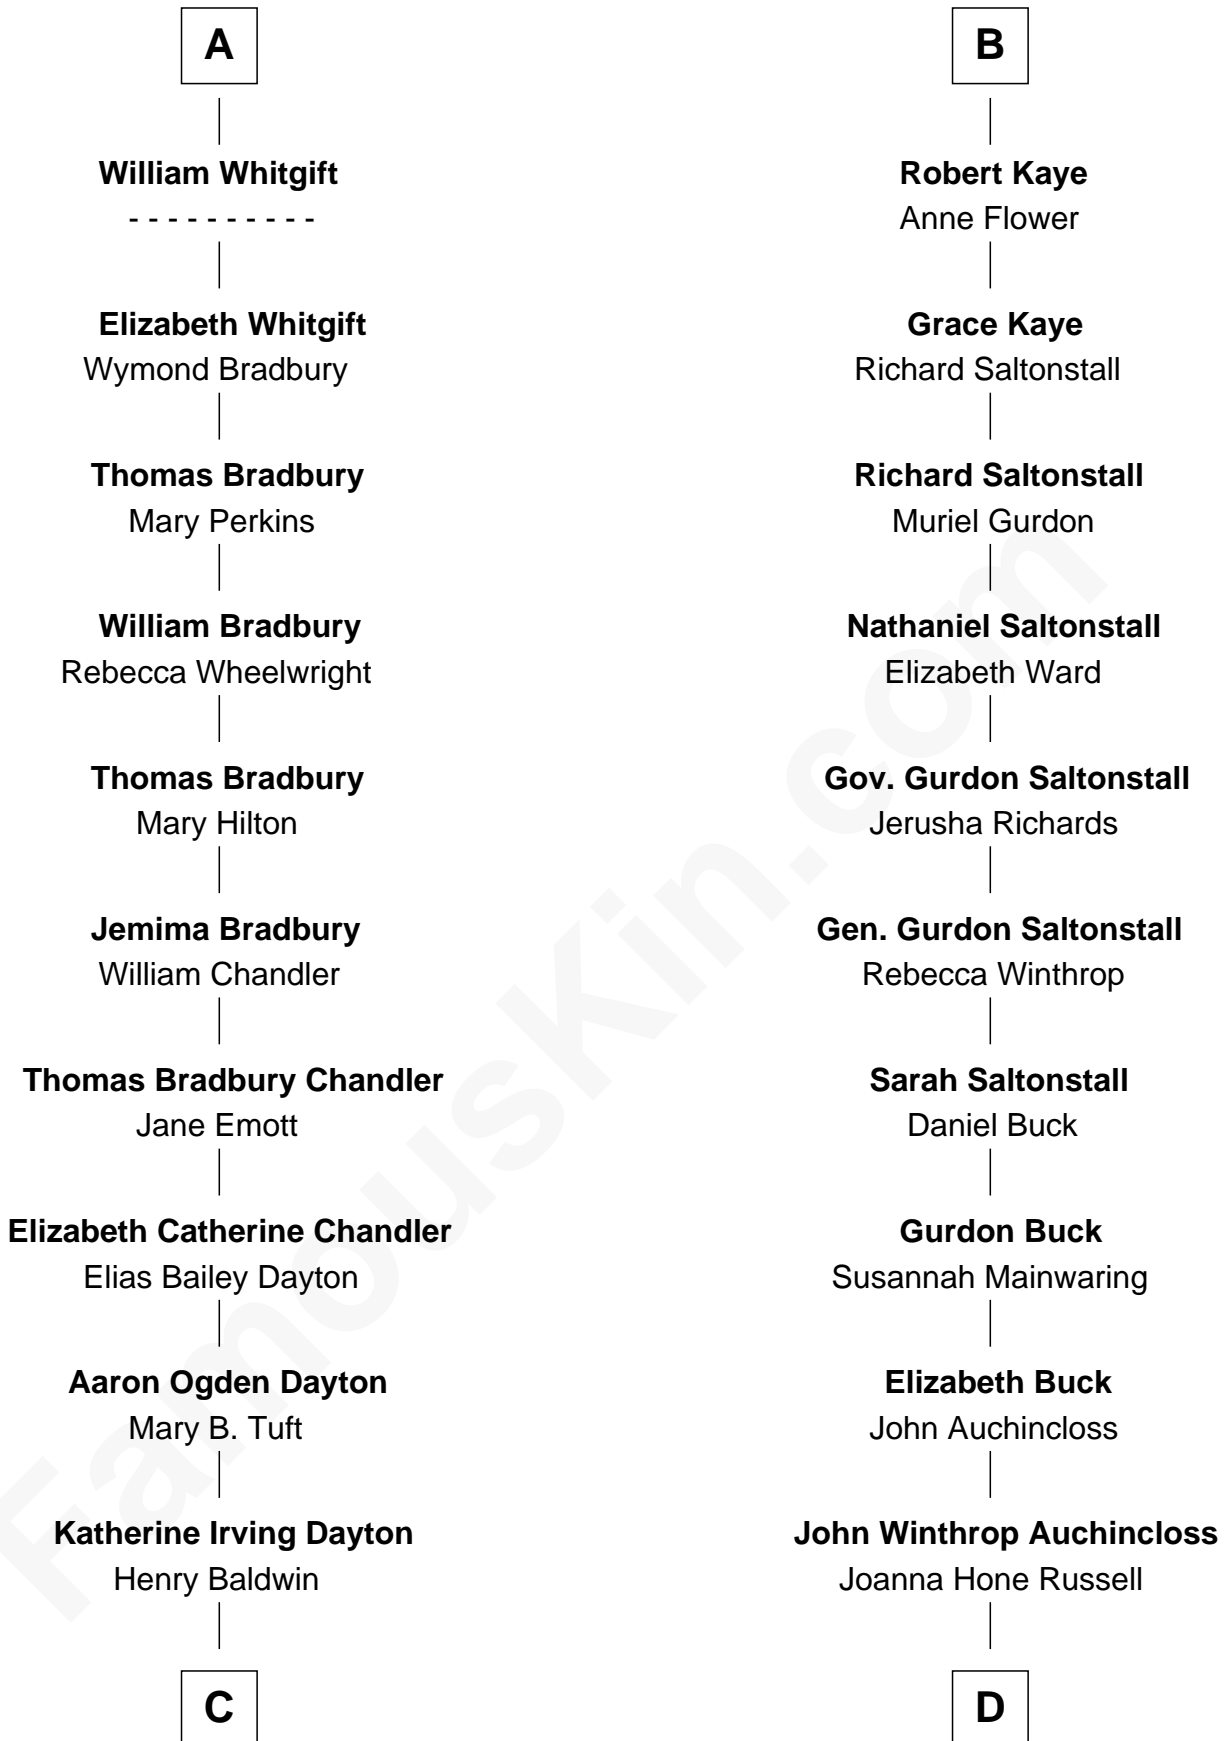 A
William Whitgift
- - - - - - - - - -
Elizabeth Whitgift
Wymond Bradbury
Thomas Bradbury
Mary Perkins
William Bradbury
Rebecca Wheelwright
Thomas Bradbury
Mary Hilton
Jemima Bradbury
William Chandler
Thomas Bradbury Chandler
Jane Emott
Elizabeth Catherine Chandler
Elias Bailey Dayton
Aaron Ogden Dayton
Mary B. Tuft
Katherine Irving Dayton
Henry Baldwin
C
B
Robert Kaye
Anne Flower
Grace Kaye
Richard Saltonstall
Richard Saltonstall
Muriel Gurdon
Nathaniel Saltonstall
Elizabeth Ward
Gov. Gurdon Saltonstall
Jerusha Richards
Gen. Gurdon Saltonstall
Rebecca Winthrop
Sarah Saltonstall
Daniel Buck
Gurdon Buck
Susannah Mainwaring
Elizabeth Buck
John Auchincloss
John Winthrop Auchincloss
Joanna Hone Russell
D
FamousKin.com